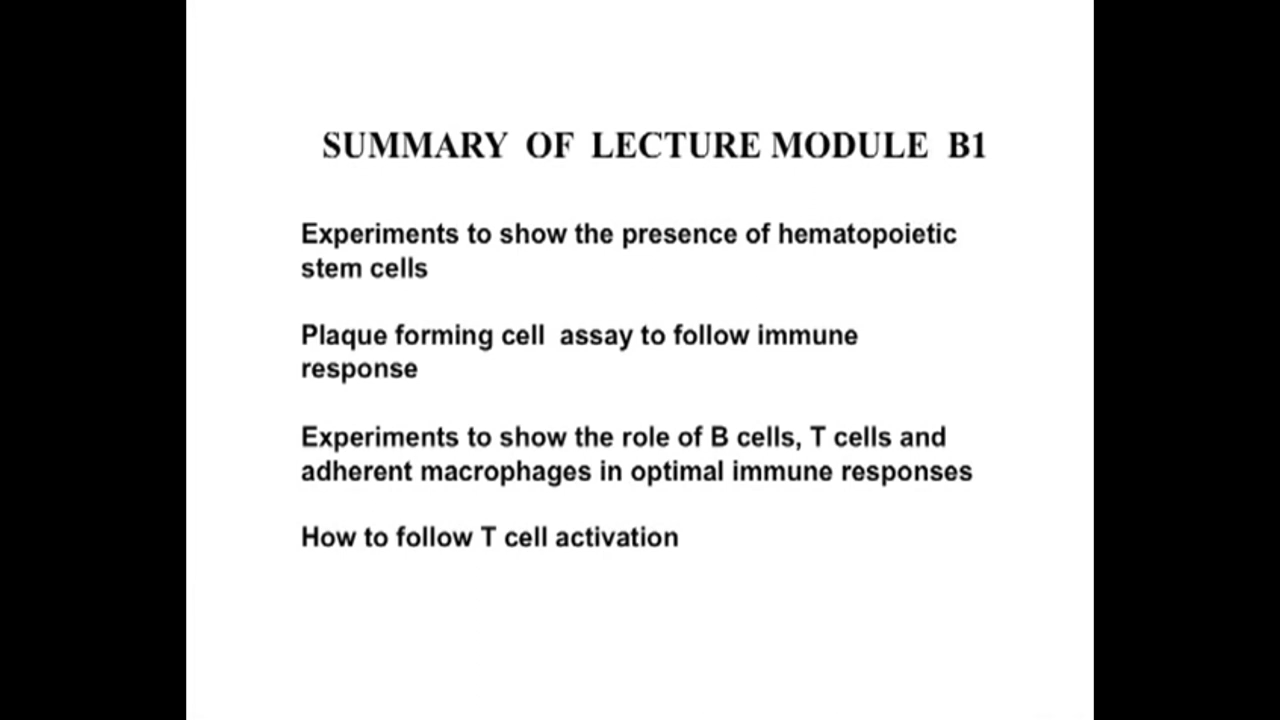 SUMMARY OF LECTURE MODULE B1
Experiments to show the presence of hematopoietic
stem cells
Plaque forming cell assay to follow immune
response
Experiments to show the role of B cells, T cells and
adherent macrophages in optimal immune responses
How to follow T cell activation